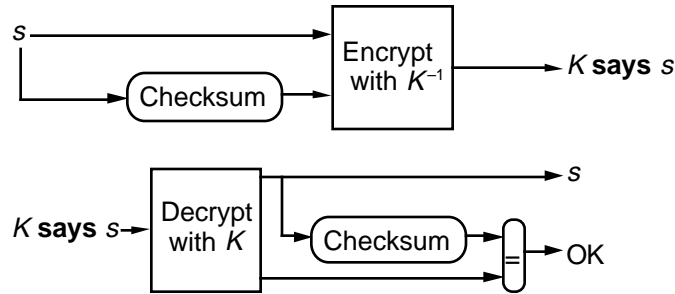 s
Encrypt
with K⁻¹
K says s
Checksum
s
K says s
Decrypt
with K
Checksum
=
OK